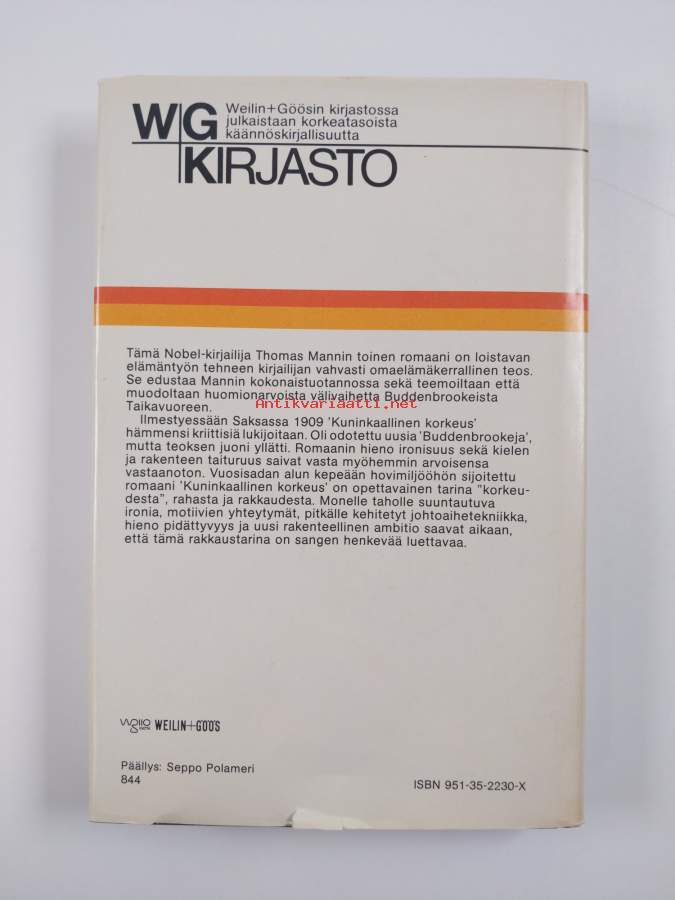 Weilin+Göösin kirjastossa
julkaistaan korkeatasoista
käännöskirjallisuutta
WG
KIRJASTO
Tämä Nobel-kirjailija Thomas Mannin toinen romaani on loistavan
elämäntyön tehneen kirjailijan vahvasti omaelämäkerrallinen teos.
Se edustaa Mannin kokonaistuotannossa sekä teemoiltaan että
muodoltaan huomionarvoista välivaihetta Buddenbrookeista
Taikavuoreen.
Antikvariaatti.net
Ilmestyessään Saksassa 1909 'Kuninkaallinen korkeus'
hämmensi kriittisiä lukijoitaan. Oli odotettu uusia 'Buddenbrookeja',
mutta teoksen juoni yllätti. Romaanin hieno ironisuus sekä kielen
ja rakenteen taituruus saivat vasta myöhemmin arvoisensa
vastaanoton. Vuosisadan alun kepeään hovimiljööhön sijoitettu
romaani 'Kuninkaallinen korkeus' on opettavainen tarina "korkeu-
desta", rahasta ja rakkaudesta. Monelle taholle suuntautuva
ironia, motiivien yhteytymät, pitkälle kehitetyt johtoaihetekniikka,
hieno pidättyvyys ja uusi rakenteellinen ambitio saavat aikaan,
että tämä rakkaustarina on sangen henkevää luettavaa.
WEILIN+GÖÖS
Päällys: Seppo Polameri
844
ISBN 951-35-2230-X